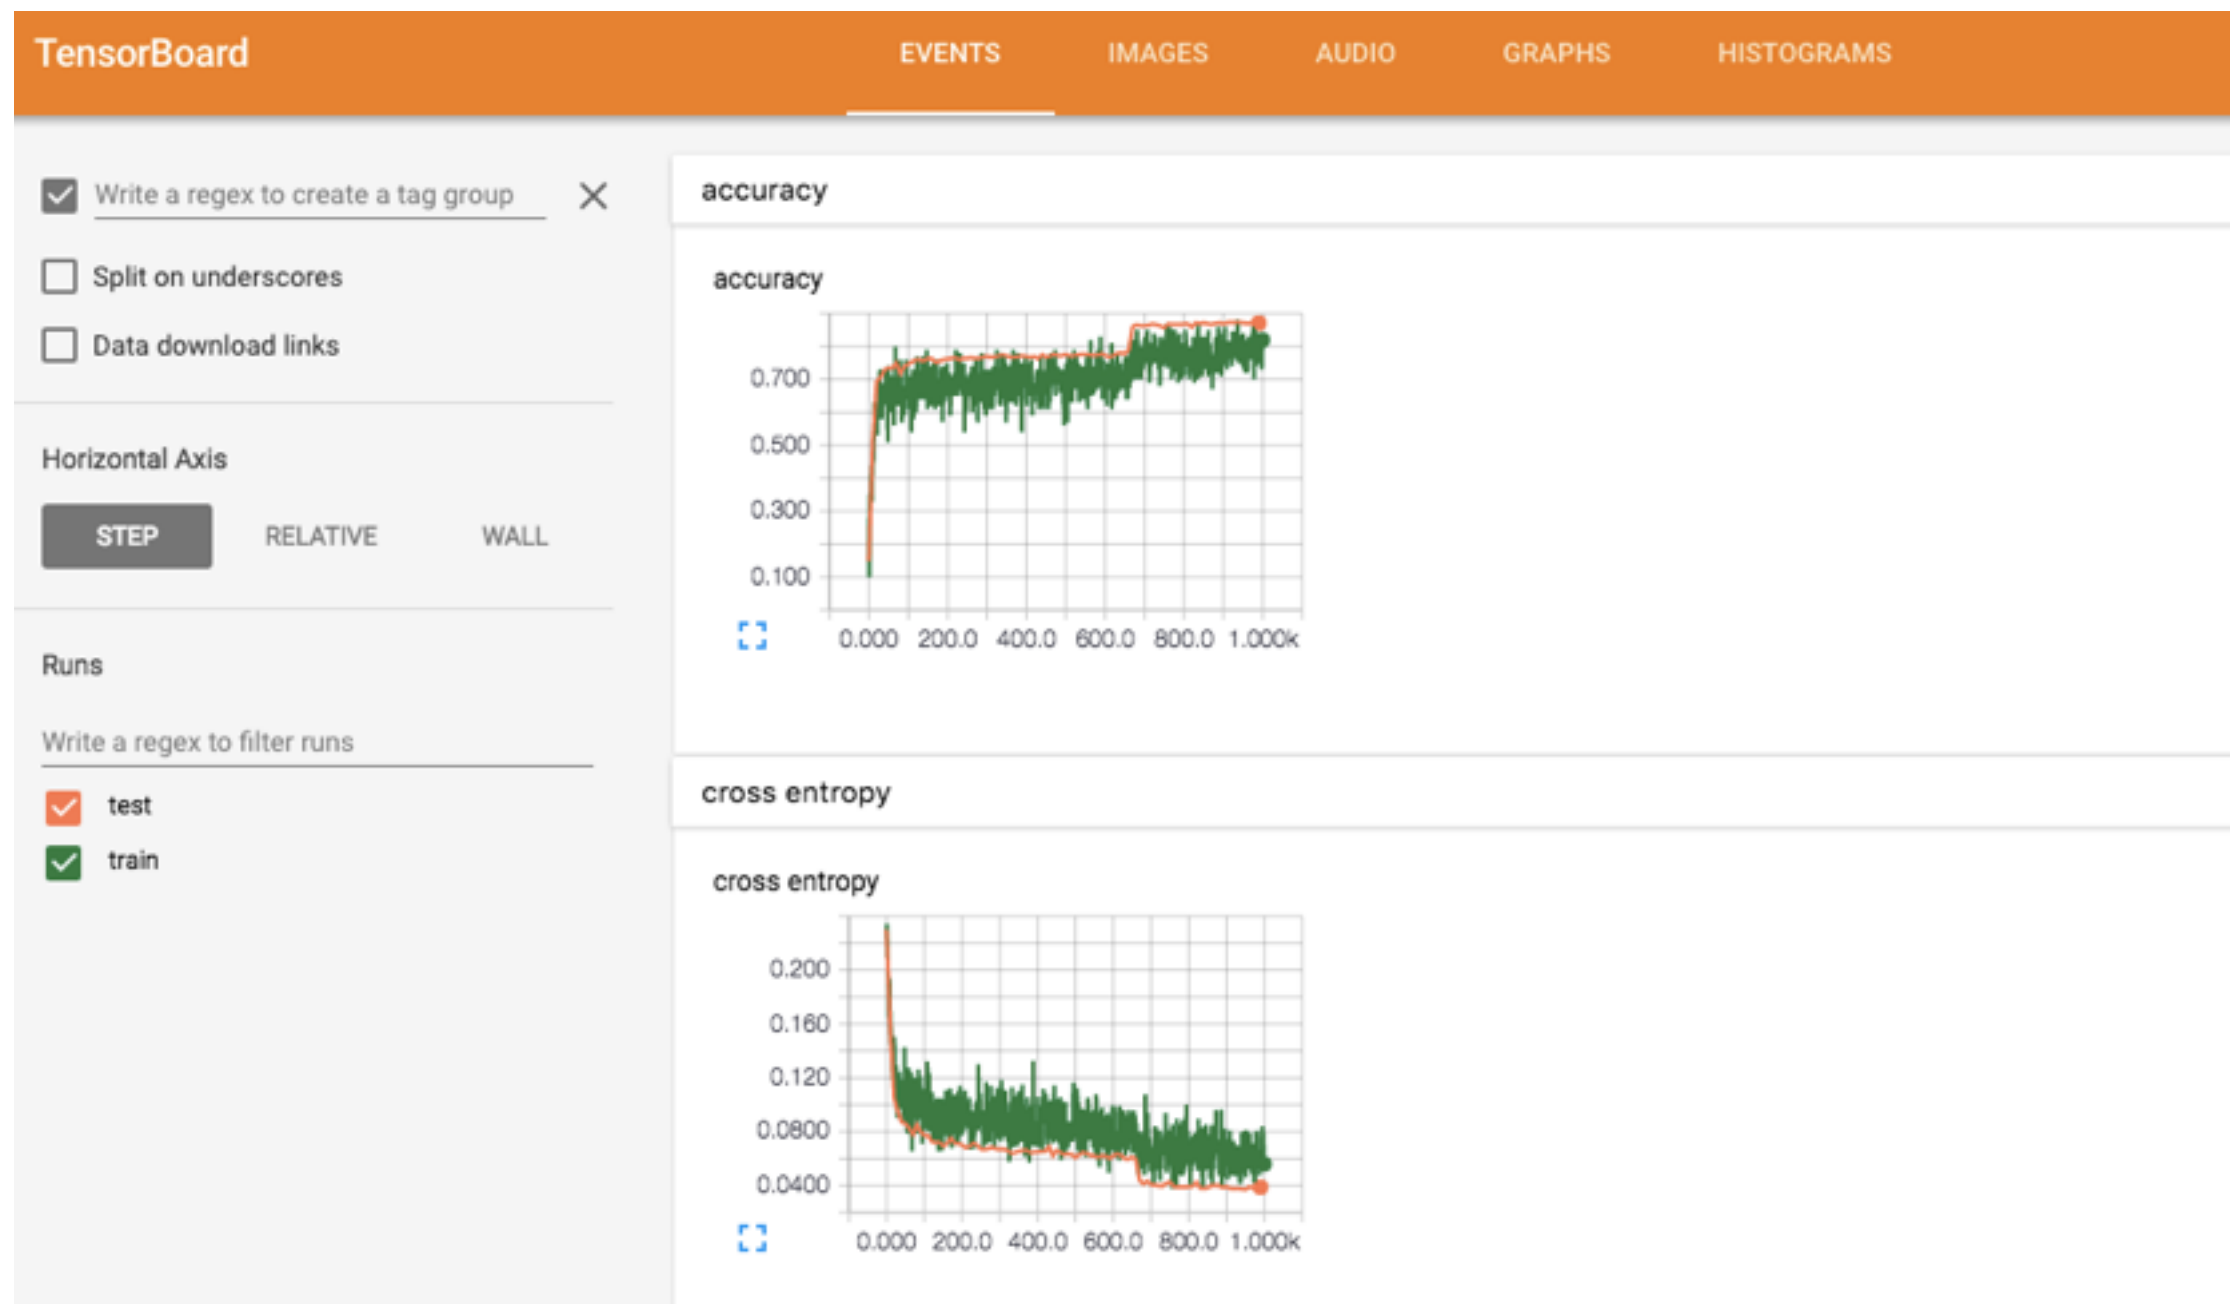 TensorBoard
EVENTS IMAGES AUDIO GRAPHS HISTOGRAMS
Write a regex to create a tag group
Split on underscores
Data download links
Horizontal Axis
STEP RELATIVE WALL
Runs
Write a regex to filter runs
test
train
accuracy
accuracy
0.700
0.500
0.300
0.100
0.000 200.0 400.0 600.0 800.0 1.000k
cross entropy
cross entropy
0.200
0.160
0.120
0.0800
0.0400
0.000 200.0 400.0 600.0 800.0 1.000k